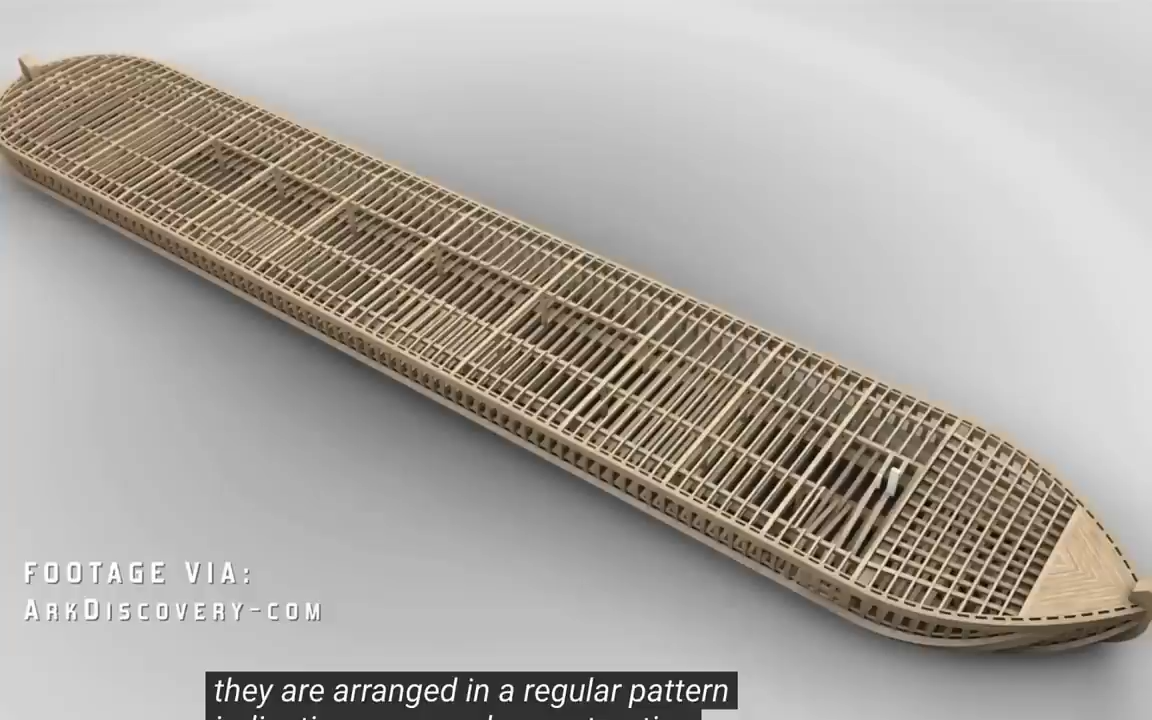 FOOTAGE VIA:
ARKDISCOVERY-COM
they are arranged in a regular pattern